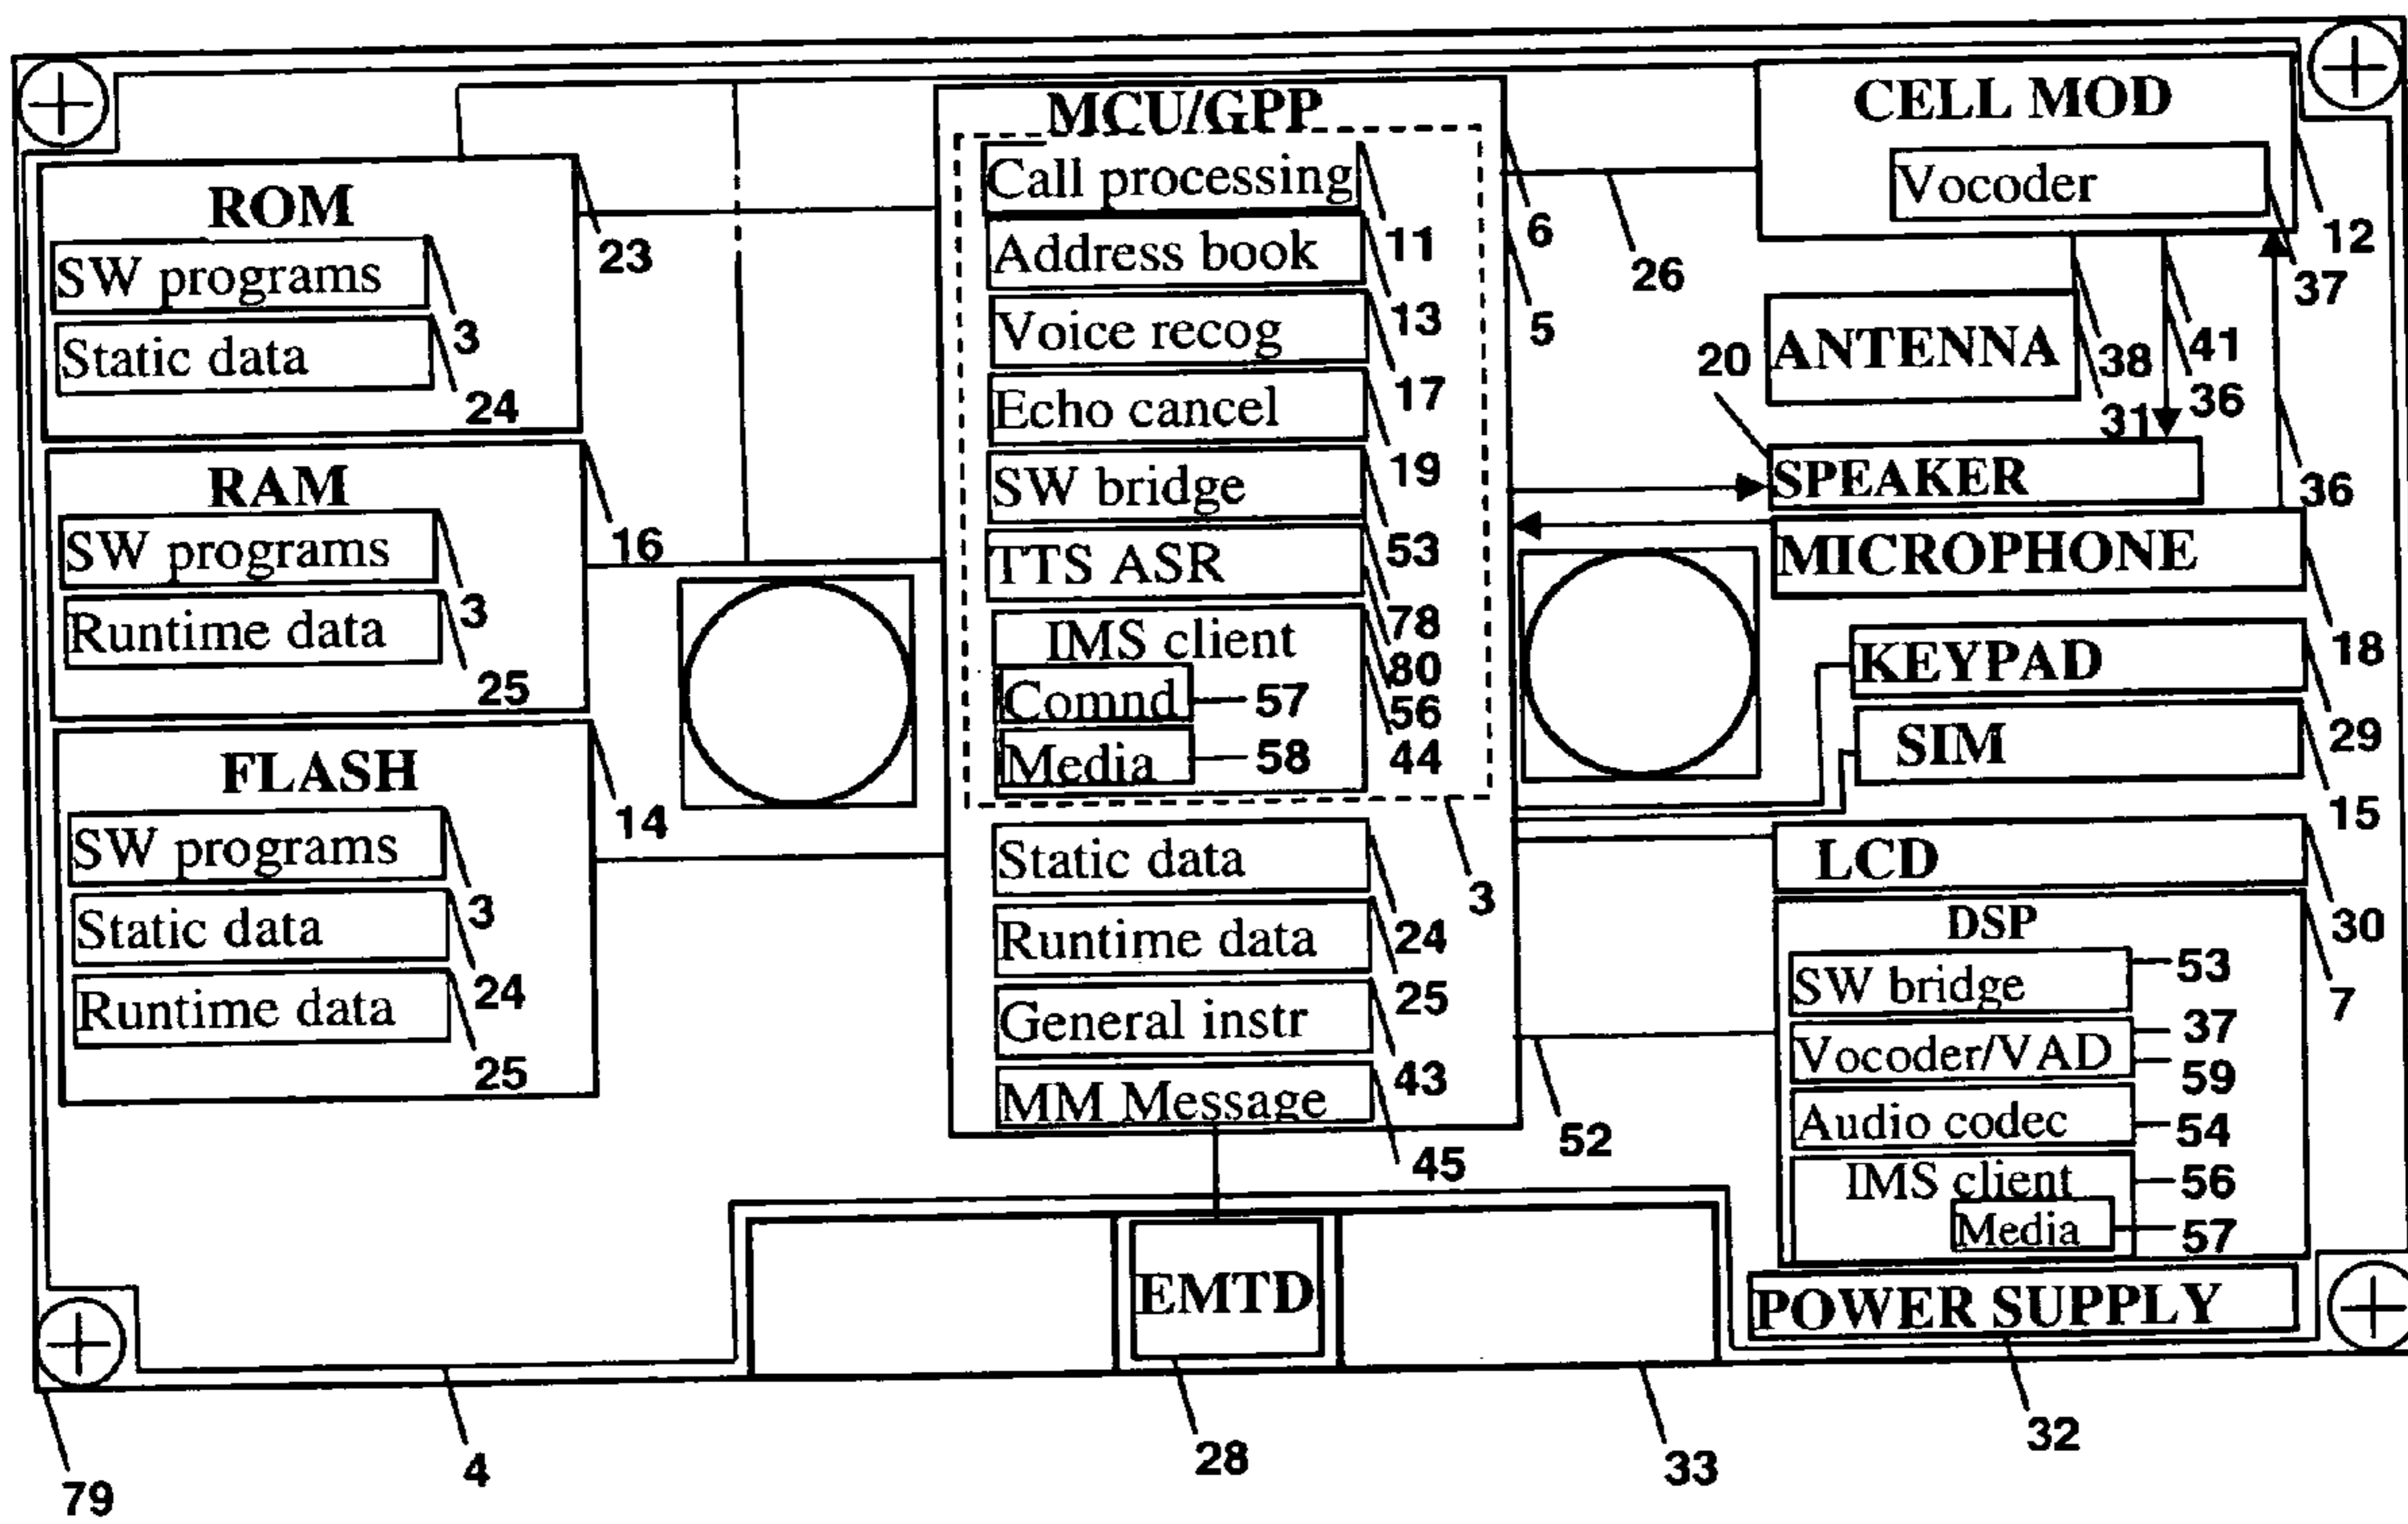 ROM
SW programs
Static data
23
3
24
RAM
SW programs
Runtime data
16
3
25
FLASH
SW programs
Static data
Runtime data
14
3
24
25
MCU/GPP
Call processing
Address book
Voice recog
Echo cancel
SW bridge
TTS ASR
IMS client
Comnd
57
Media
58
Static data
Runtime data
General instr
MM Message
6
5
11
13
17
19
53
78
80
56
44
3
24
25
43
45
26
52
CELL MOD
Vocoder
12
37
ANTENNA
38
31
41
36
20
SPEAKER
36
MICROPHONE
18
KEYPAD
29
SIM
15
LCD
30
DSP
7
SW bridge
53
Vocoder/VAD
37
59
Audio codec
54
IMS client
56
Media
57
POWER SUPPLY
32
EMTD
28
33
4
79